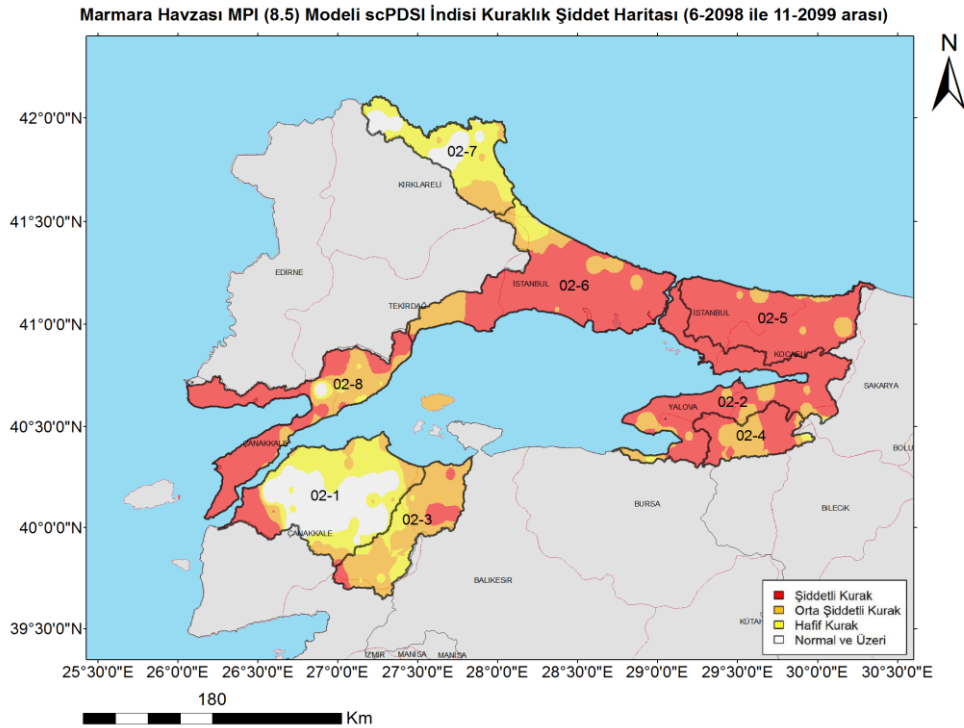 Marmara Havzası MPI (8.5) Modeli scPDSI İndisi Kuraklık Şiddet Haritası (6-2098 ile 11-2099 arası)
N
42°0'0"N
02-7
KIRKLARELİ
41°30'0"N
EDİRNE
İSTANBUL
02-6
TEKİRDAĞ
İSTANBUL
02-5
41°0'0"N
KOCAELİ
02-8
SAKARYA
YALOVA
02-2
40°30'0"N
ÇANAKKALE
02-4
BOLU
02-1
02-3
BURSA
BİLECİK
40°0'0"N
ÇANAKKALE
BALIKESİR
Şiddetli Kurak
Orta Şiddetli Kurak
Hafif Kurak
Normal ve Üzeri
39°30'0"N
KÜTAH
İZMİR
MANİSA
MANİSA
25°30'0"E
26°0'0"E
26°30'0"E
27°0'0"E
27°30'0"E
28°0'0"E
28°30'0"E
29°0'0"E
29°30'0"E
30°0'0"E
30°30'0"E
180
Km